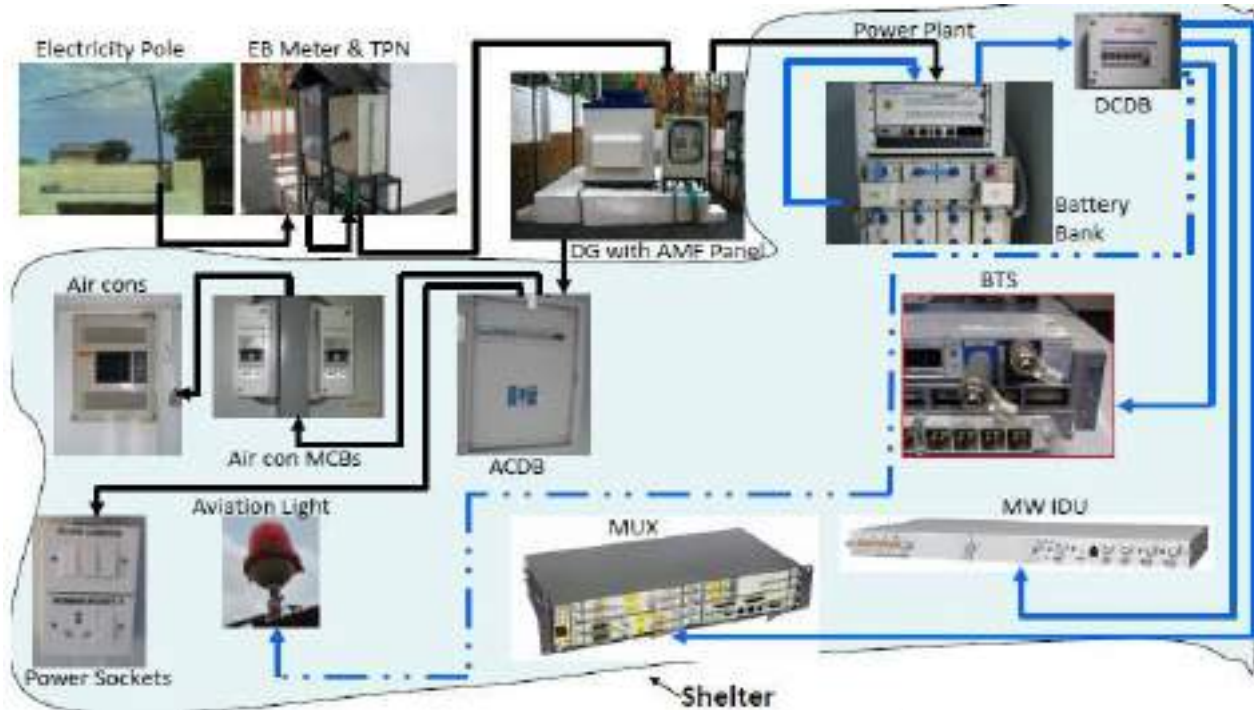 Electricity Pole
EB Meter & TPN
Power Plant
DCDB
DG with AMF Panel
Battery
Bank
Air cons
Air con MCBs
ACDB
BTS
Aviation Light
MUX
MW IDU
Power Sockets
Shelter